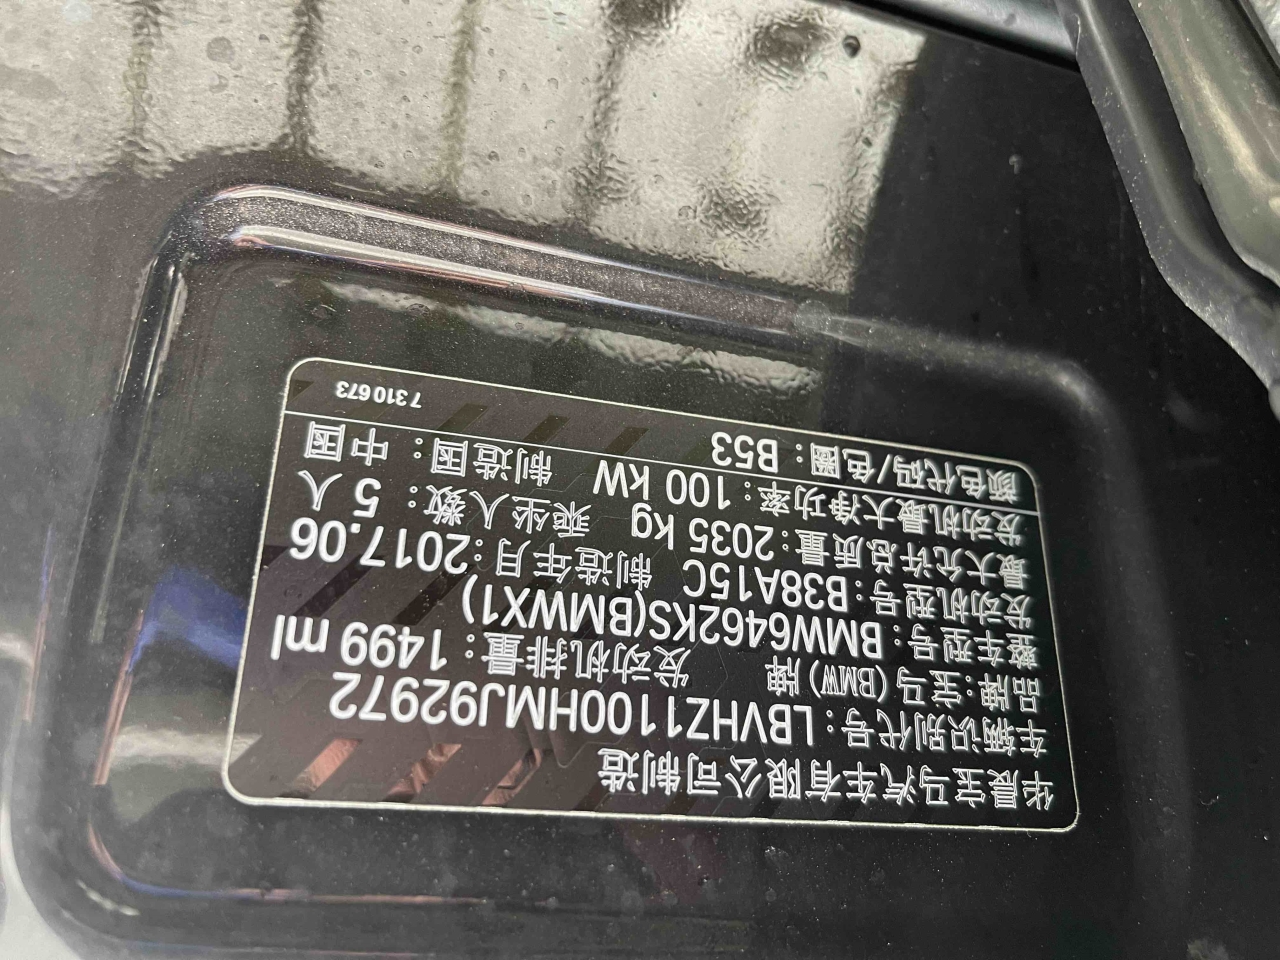 华晨宝马汽车有限公司制造
车辆识别代号：LBVHZ1100HMJ92972
品牌：宝马(BMW)牌 发动机排量：1499 ml
整车型号：BMW6462KS(BMWX1)
发动机型号：B38A15C 制造年月：2017.06
最大允许总质量：2035 kg 乘坐人数：5 人
发动机最大净功率：100 kW 制造国：中国
颜色代码/色圈：B53
7310673